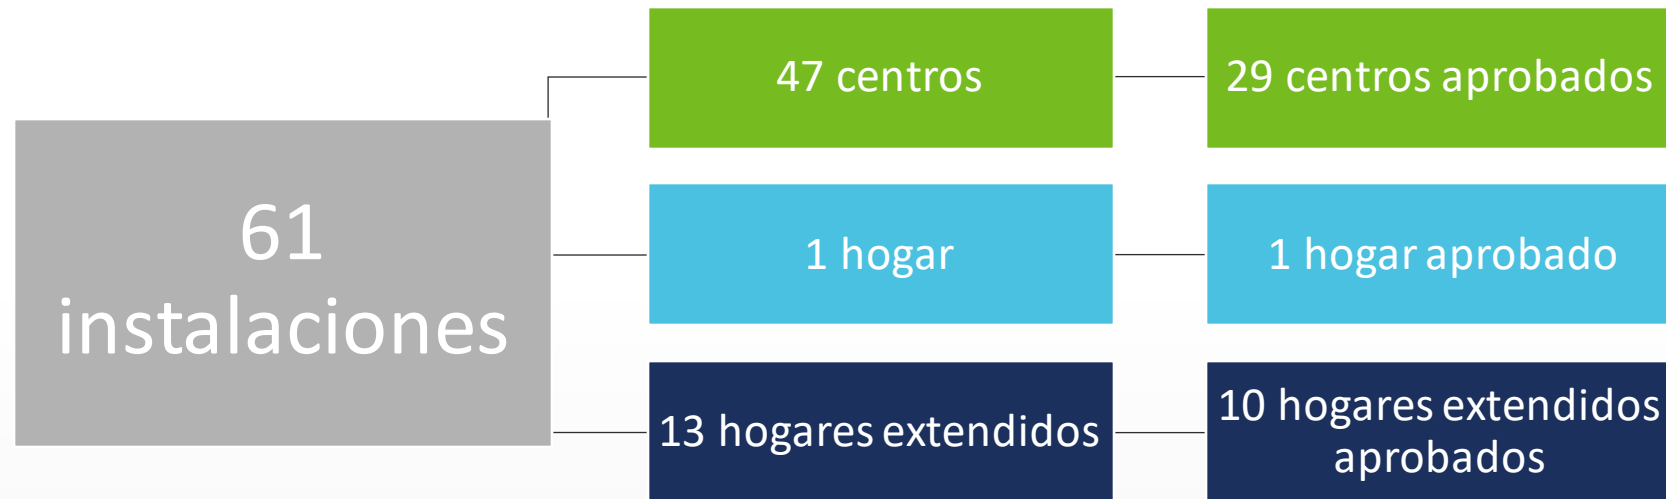 61
instalaciones
47 centros
29 centros aprobados
1 hogar
1 hogar aprobado
13 hogares extendidos
10 hogares extendidos
aprobados